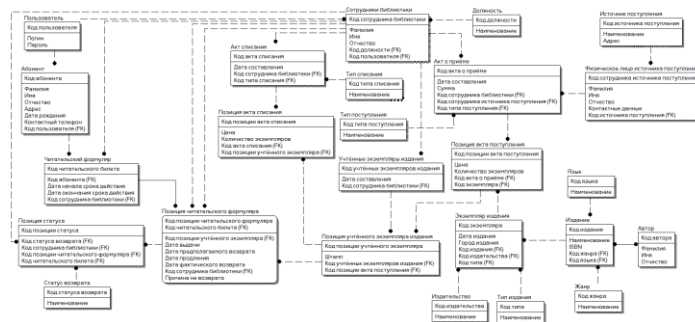 Пользователь
Код пользователя
Логин
Пароль
Абонент
Код абонента
Фамилия
Имя
Отчество
Адрес
Дата рождения
Контактный телефон
Код пользователя (FK)
Читательский формуляр
Код читательского билета
Код абонента (FK)
Дата начала срока действия
Дата окончания срока действия
Код сотрудника библиотеки (FK)
Позиция статуса
Код позиции статуса
Код статуса возврата (FK)
Код сотрудника библиотеки (FK)
Код позиции читательского формуляра (FK)
Код читательского билета (FK)
Статус возврата
Код статуса возврата
Наименование
Сотрудники библиотеки
Код сотрудника библиотеки
Фамилия
Имя
Отчество
Код должности (FK)
Код пользователя (FK)
Должность
Код должности
Наименование
Акт списания
Код акта списания
Дата составления
Код сотрудника библиотеки (FK)
Код типа списания (FK)
Тип списания
Код типа списания
Наименование
Позиция акта списания
Код позиции акта списания
Цена
Количество экземпляров
Код акта списания (FK)
Код позиции учтённого экземпляра (FK)
Позиция читательского формуляра
Код позиции читательского формуляра
Код читательского билета (FK)
Код позиции учтённого экземпляра (FK)
Дата выдачи
Дата предполагаемого возврата
Дата продления
Дата фактического возврата
Код сотрудника библиотеки (FK)
Причина не возврата
Акт о приёме
Код акта о приёме
Дата составления
Сумма
Код сотрудника библиотеки (FK)
Код сотрудника источника поступления (FK)
Код типа поступления (FK)
Тип поступления
Код типа поступления
Наименование
Источник поступления
Код источника поступления
Наименование
Адрес
Физическое лицо источника поступлен
Код сотрудника источника поступления
Фамилия
Имя
Отчество
Контактные данные
Код источника поступления (FK)
Учтённые экземпляры издания
Код учтённых экземпляров издания
Дата составления
Код сотрудника библиотеки (FK)
Позиция акта поступления
Код позиции акта поступления
Цена
Количество экземпляров
Код акта о приёме (FK)
Код экземпляра (FK)
Позиция учтённого экземпляра издания
Код позиции учтённого экземпляра
Штамп
Код учтённых экземпляров издания (FK)
Код позиции акта поступления (FK)
Экземпляр издания
Код экземпляра
Дата издания
Город издания
Код издания (FK)
Код издательства (FK)
Код типа (FK)
Издательство
Код издательства
Наименование
Тип издания
Код типа
Наименование
Язык
Код языка
Наименование
Издание
Код издания
Наименование
ISBN
Код жанра (FK)
Код языка (FK)
Автор
Код автора
Фамилия
Имя
Отчество
Жанр
Код жанра
Наименование